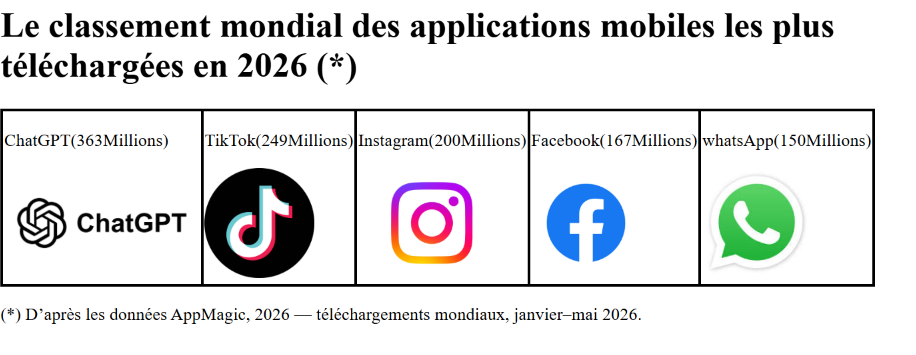 Le classement mondial des applications mobiles les plus
téléchargées en 2026 (*)
ChatGPT(363Millions)
TikTok(249Millions)
Instagram(200Millions)
Facebook(167Millions)
whatsApp(150Millions)
ChatGPT
(*) D’après les données AppMagic, 2026 — téléchargements mondiaux, janvier–mai 2026.